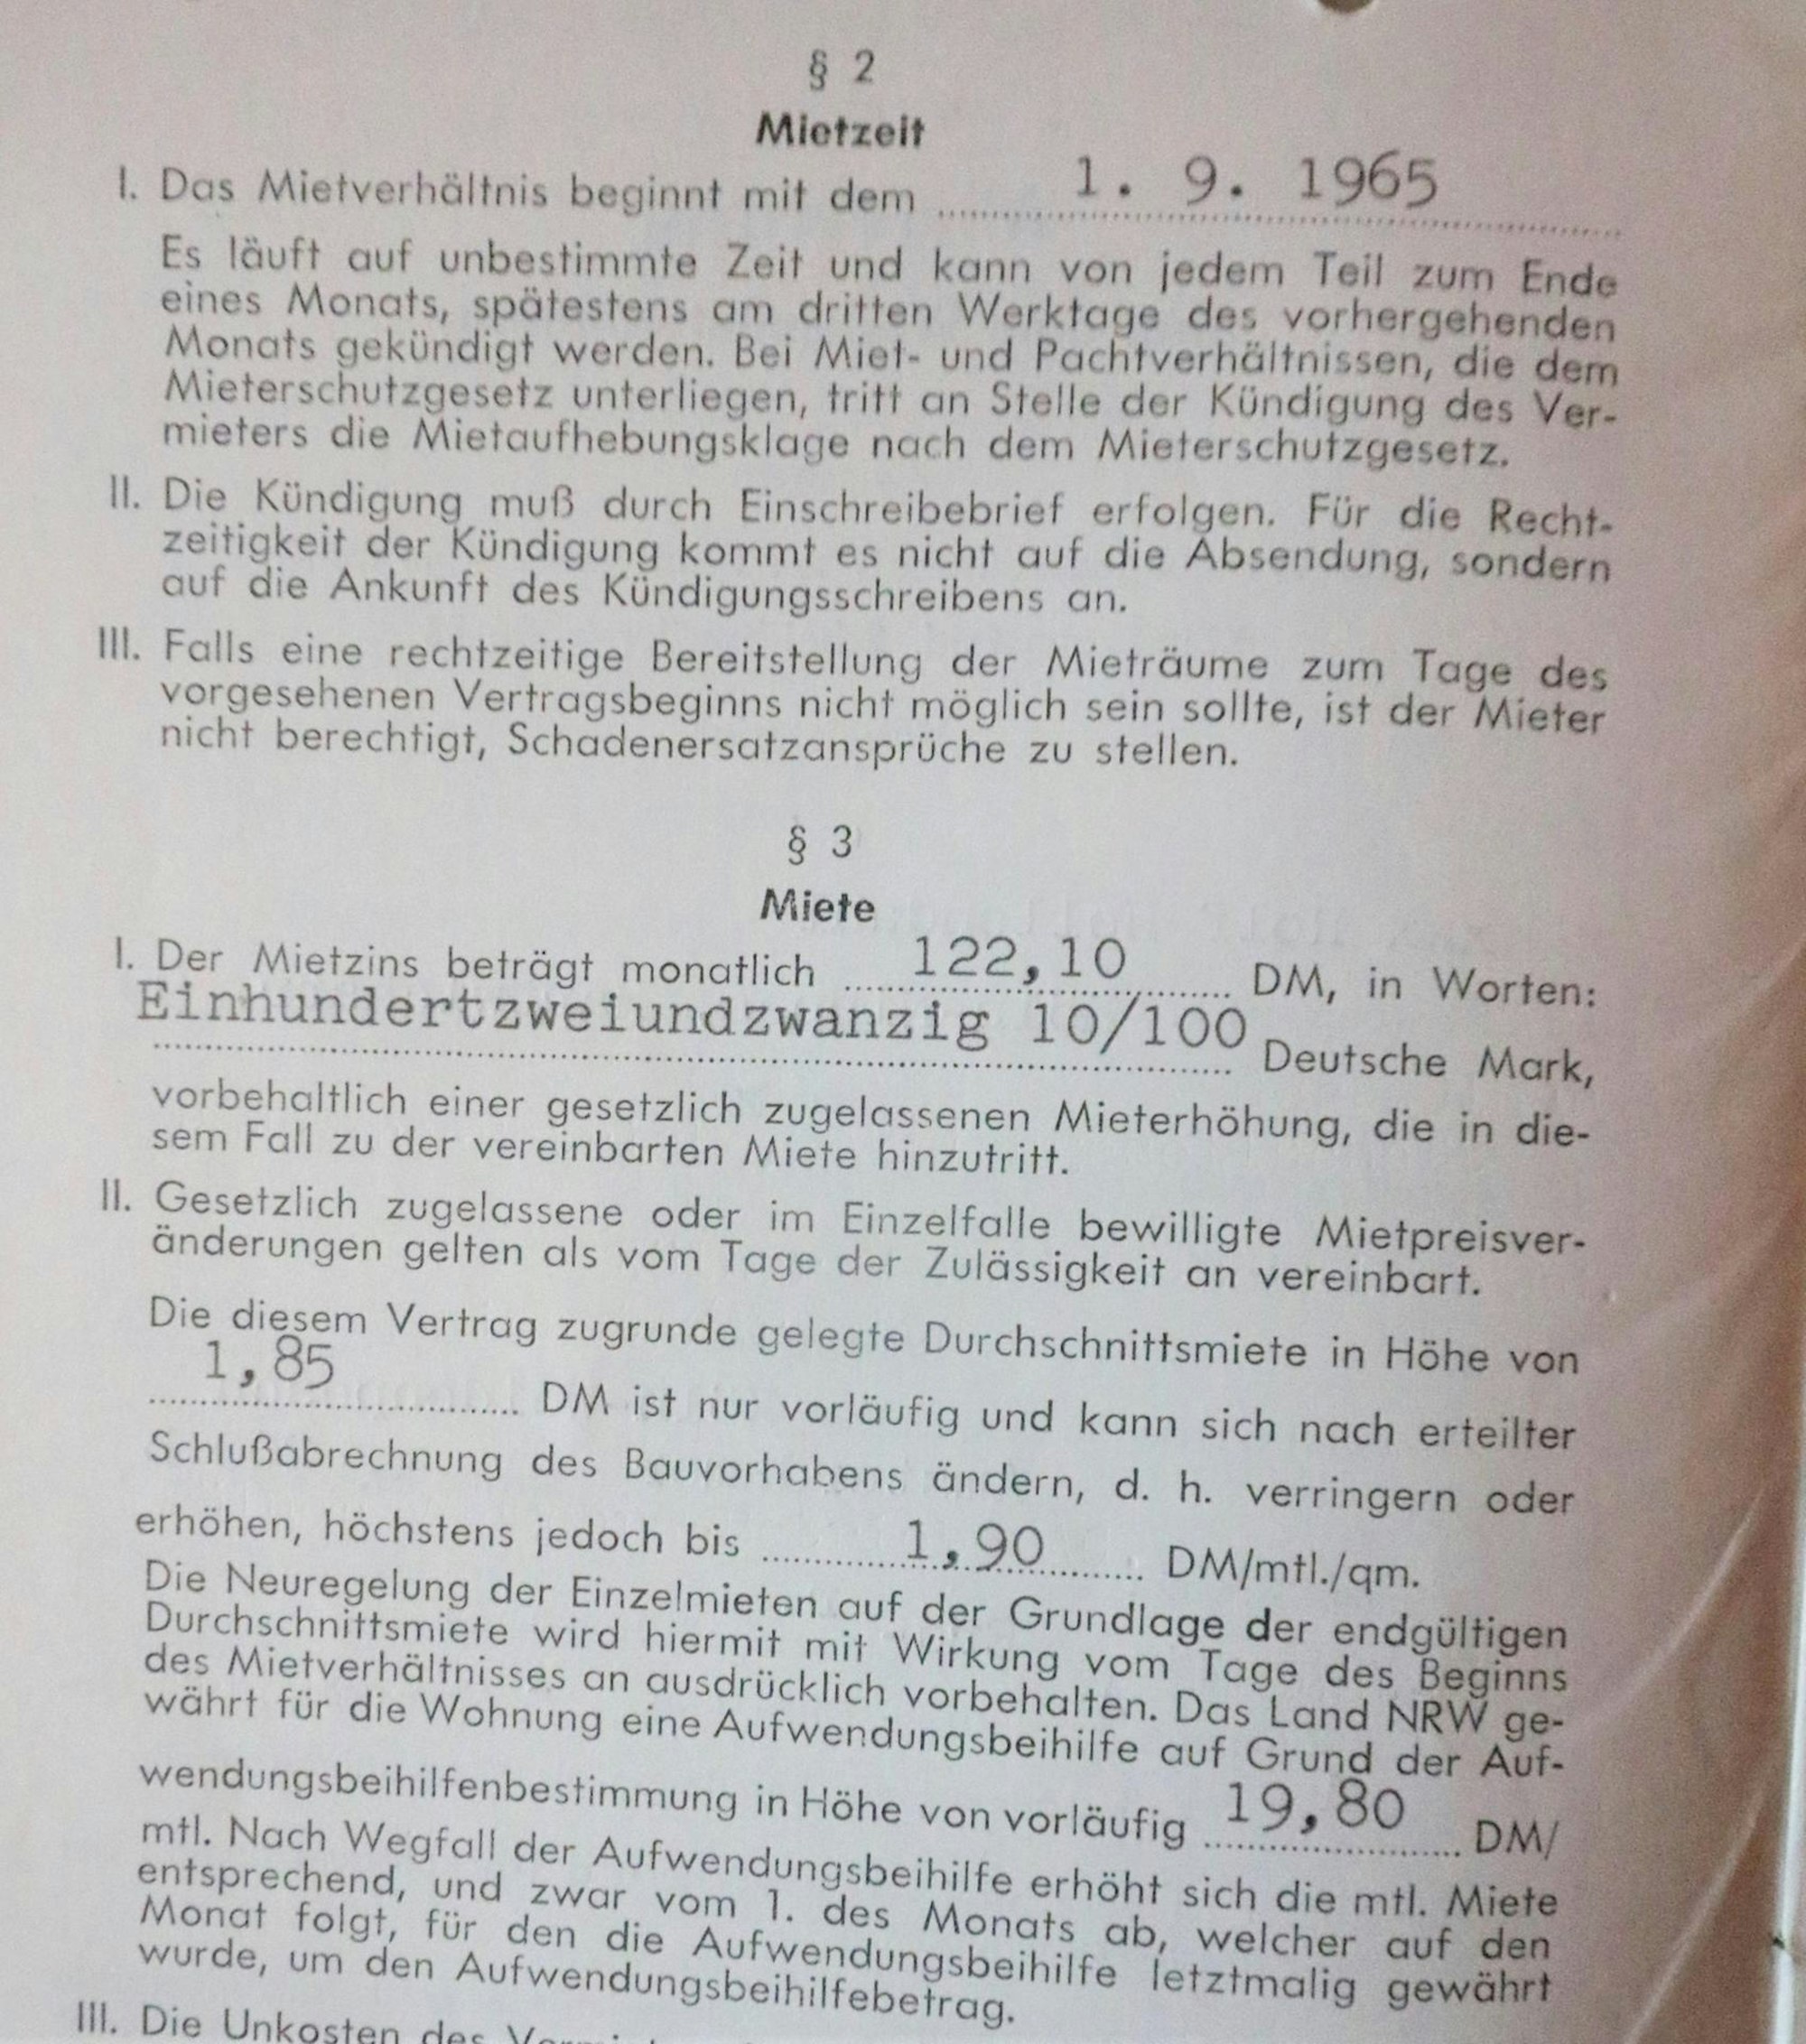 § 2
Mietzeit
I. Das Mietverhältnis beginnt mit dem 1. 9. 1965
Es läuft auf unbestimmte Zeit und kann von jedem Teil zum Ende
eines Monats, spätestens am dritten Werktage des vorhergehenden
Monats gekündigt werden. Bei Miet- und Pachtverhältnissen, die dem
Mieterschutzgesetz unterliegen, tritt an Stelle der Kündigung des Ver-
mieters die Mietaufhebungsklage nach dem Mieterschutzgesetz.
II. Die Kündigung muß durch Einschreibebrief erfolgen. Für die Recht-
zeitigkeit der Kündigung kommt es nicht auf die Absendung, sondern
auf die Ankunft des Kündigungsschreibens an.
III. Falls eine rechtzeitige Bereitstellung der Mieträume zum Tage des
vorgesehenen Vertragsbeginns nicht möglich sein sollte, ist der Mieter
nicht berechtigt, Schadenersatzansprüche zu stellen.
§ 3
Miete
I. Der Mietzins beträgt monatlich 122,10 DM, in Worten:
Einhundertzweiundzwanzig 10/100 Deutsche Mark,
vorbehaltlich einer gesetzlich zugelassenen Mieterhöhung, die in die-
sem Fall zu der vereinbarten Miete hinzutritt.
II. Gesetzlich zugelassene oder im Einzelfalle bewilligte Mietpreisver-
änderungen gelten als vom Tage der Zulässigkeit an vereinbart.
Die diesem Vertrag zugrunde gelegte Durchschnittsmiete in Höhe von
1,85 DM ist nur vorläufig und kann sich nach erteilter
Schlußabrechnung des Bauvorhabens ändern, d. h. verringern oder
erhöhen, höchstens jedoch bis 1,90 DM/mtl./qm.
Die Neuregelung der Einzelmieten auf der Grundlage der endgültigen
Durchschnittsmiete wird hiermit mit Wirkung vom Tage des Beginns
des Mietverhältnisses an ausdrücklich vorbehalten. Das Land NRW ge-
währt für die Wohnung eine Aufwendungsbeihilfe auf Grund der Auf-
wendungsbeihilfenbestimmung in Höhe von vorläufig 19,80 DM/
mtl. Nach Wegfall der Aufwendungsbeihilfe erhöht sich die mtl. Miete
entsprechend, und zwar vom 1. des Monats ab, welcher auf den
Monat folgt, für den die Aufwendungsbeihilfe letztmalig gewährt
wurde, um den Aufwendungsbeihilfebetrag.
III. Die Unkosten des